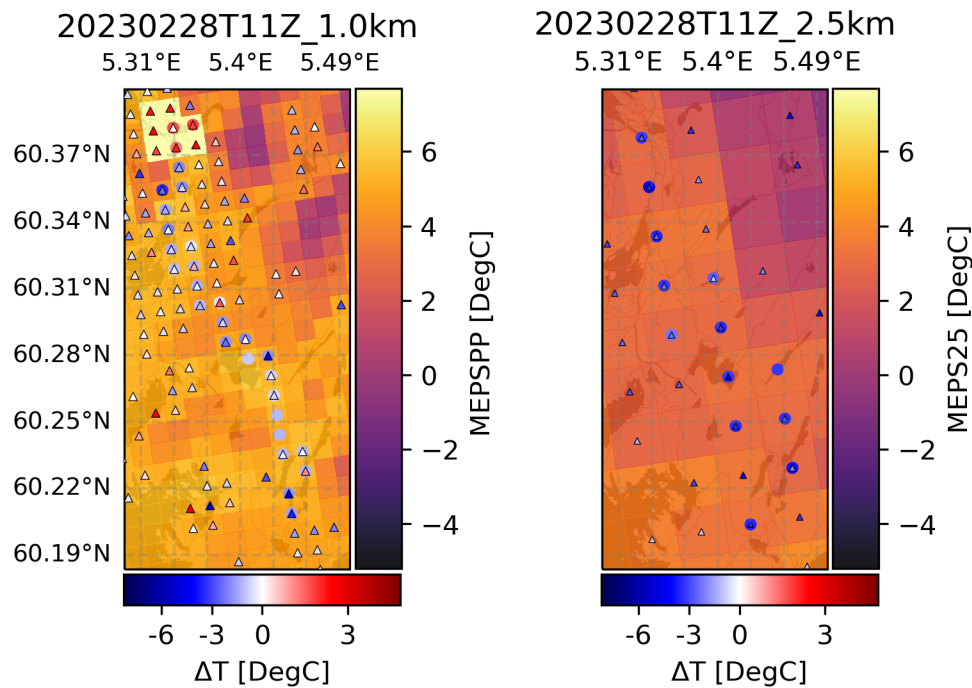 20230228T11Z_1.0km
5.31°E 5.4°E 5.49°E
60.37°N
60.34°N
60.31°N
60.28°N
60.25°N
60.22°N
60.19°N
6
4
2
0
−2
−4
MEPSPP [DegC]
-6 -3 0 3
ΔT [DegC]
20230228T11Z_2.5km
5.31°E 5.4°E 5.49°E
6
4
2
0
−2
−4
MEPS25 [DegC]
-6 -3 0 3
ΔT [DegC]